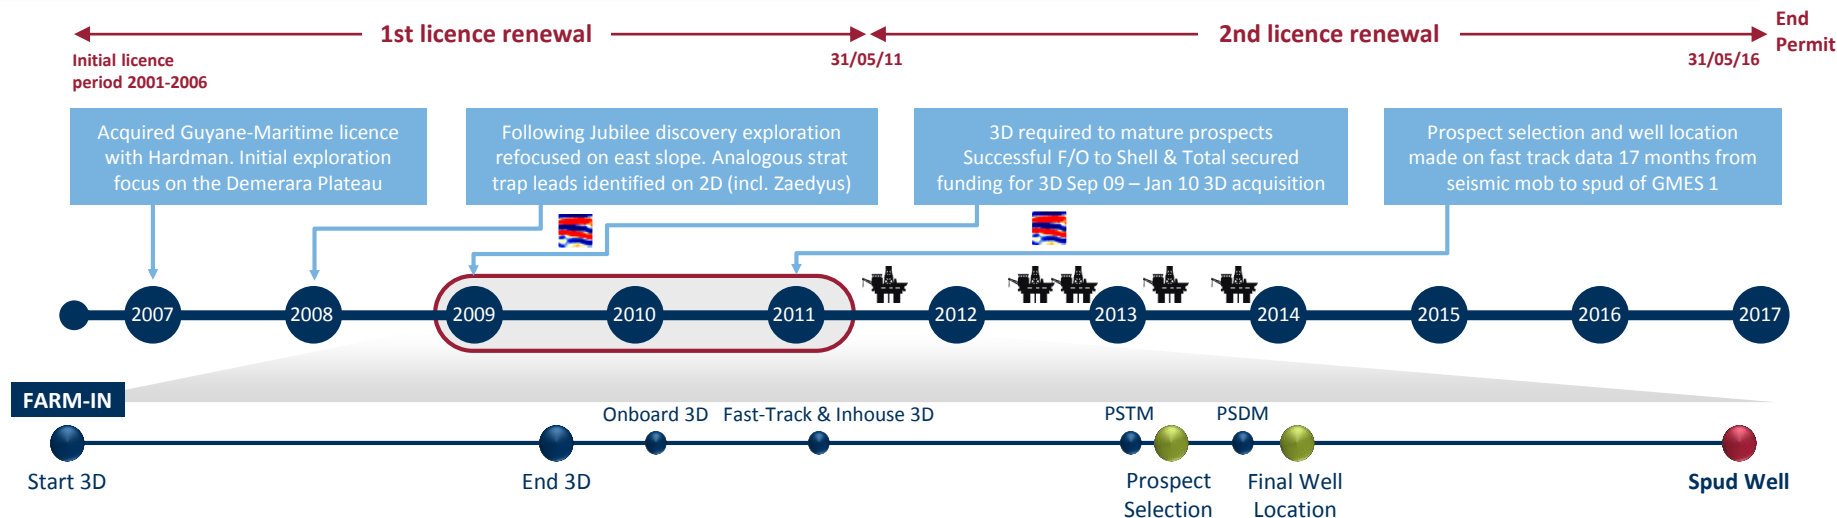 1st licence renewal
2nd licence renewal
End
Permit
Initial licence
period 2001-2006
31/05/11
31/05/16
Acquired Guyane-Maritime licence
with Hardman. Initial exploration
focus on the Demerara Plateau
Following Jubilee discovery exploration
refocused on east slope. Analogous strat
trap leads identified on 2D (incl. Zaedyus)
3D required to mature prospects
Successful F/O to Shell & Total secured
funding for 3D Sep 09 – Jan 10 3D acquisition
Prospect selection and well location
made on fast track data 17 months from
seismic mob to spud of GMES 1
2007
2008
2009
2010
2011
2012
2013
2014
2015
2016
2017
FARM-IN
Onboard 3D
Fast-Track & Inhouse 3D
PSTM
PSDM
Start 3D
End 3D
Prospect
Selection
Final Well
Location
Spud Well